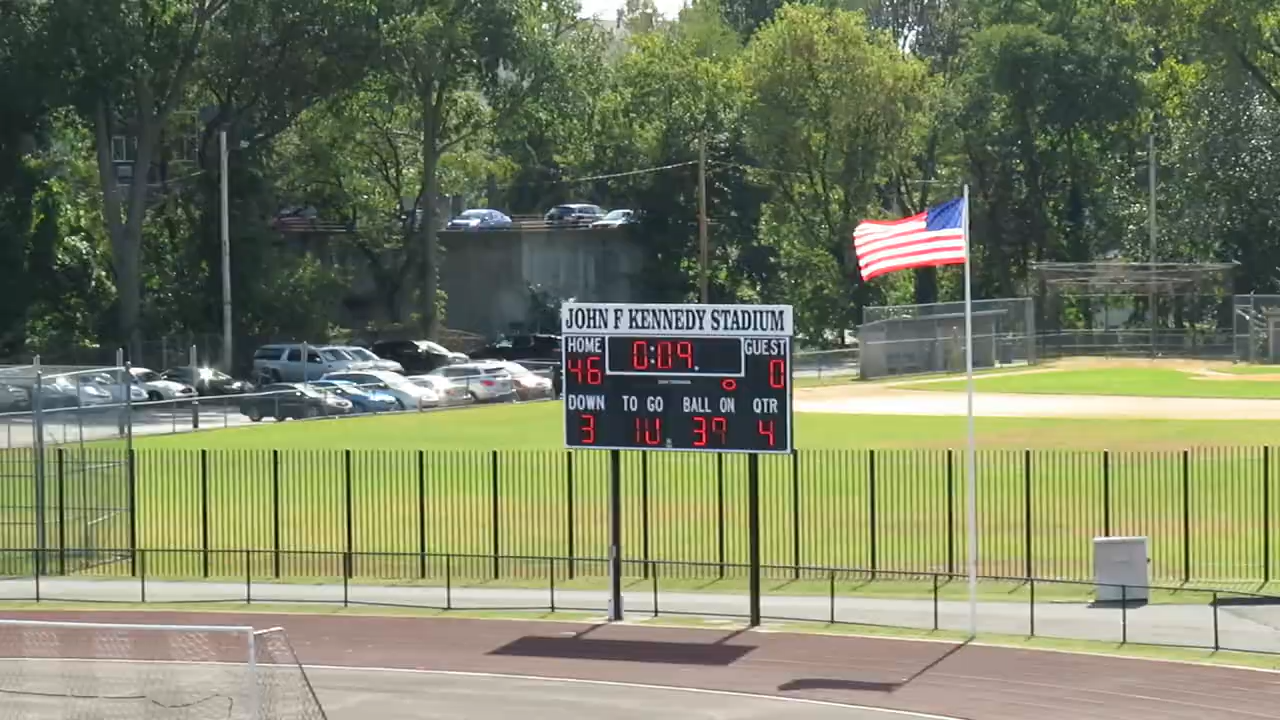 JOHN F KENNEDY STADIUM
HOME 0:09. GUEST
46 0
DOWN TO GO BALL ON QTR
3 10 39 4